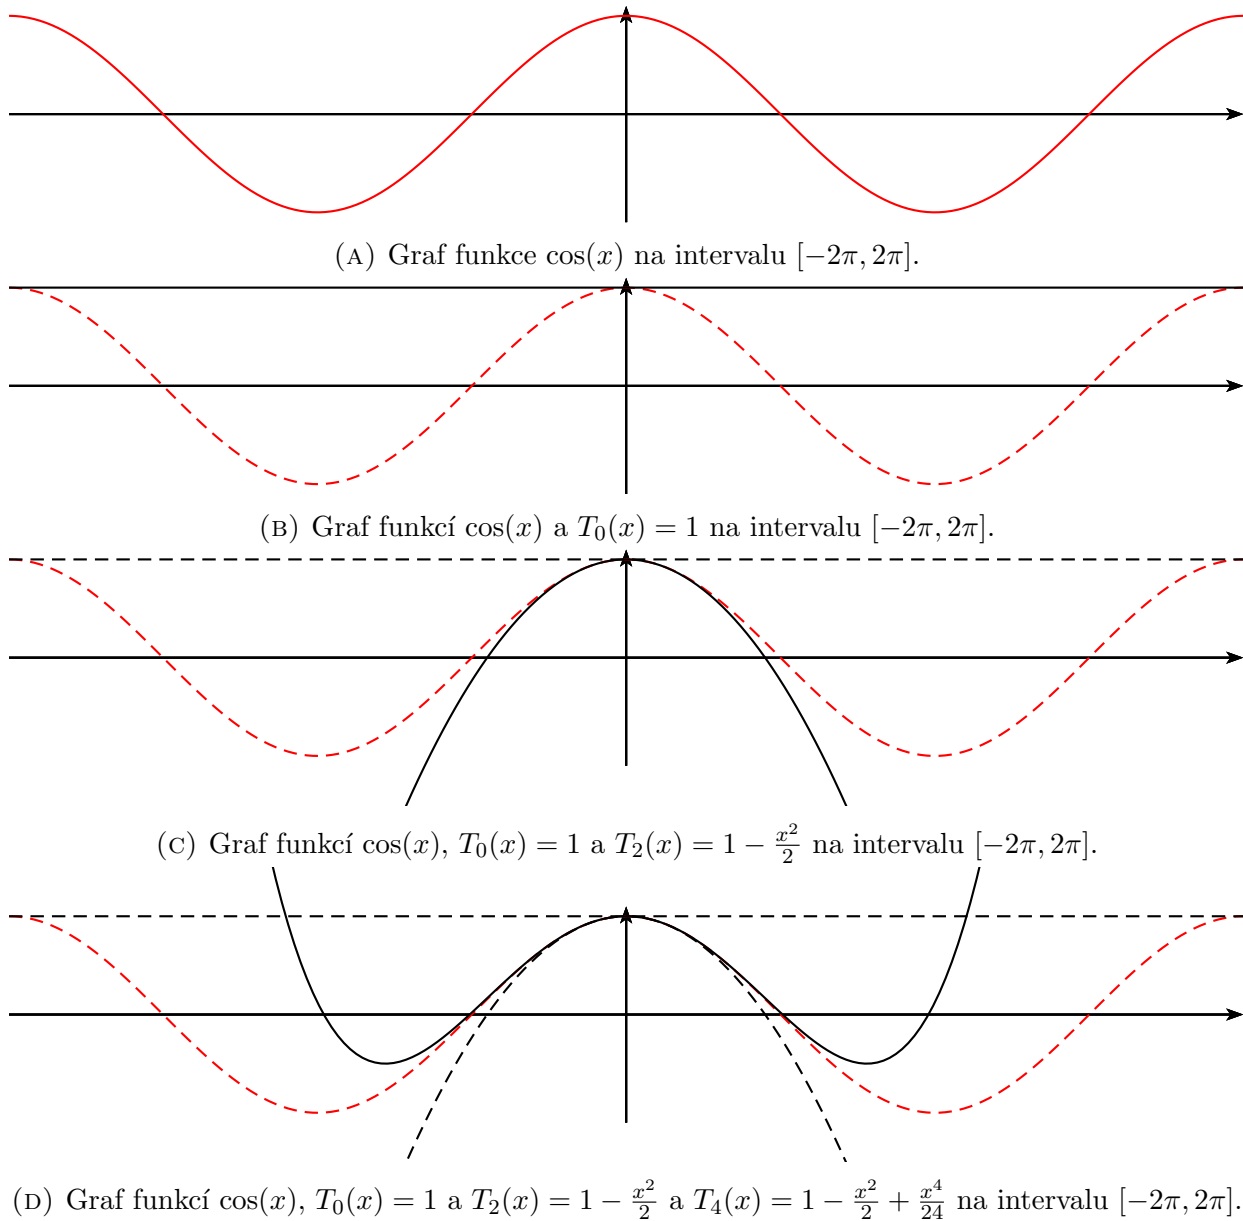 (A) Graf funkce cos(x) na intervalu [−2π, 2π].
(B) Graf funkcí cos(x) a T₀(x) = 1 na intervalu [−2π, 2π].
(C) Graf funkcí cos(x), T₀(x) = 1 a T₂(x) = 1 − x²/2 na intervalu [−2π, 2π].
(D) Graf funkcí cos(x), T₀(x) = 1 a T₂(x) = 1 − x²/2 a T₄(x) = 1 − x²/2 + x⁴/24 na intervalu [−2π, 2π].